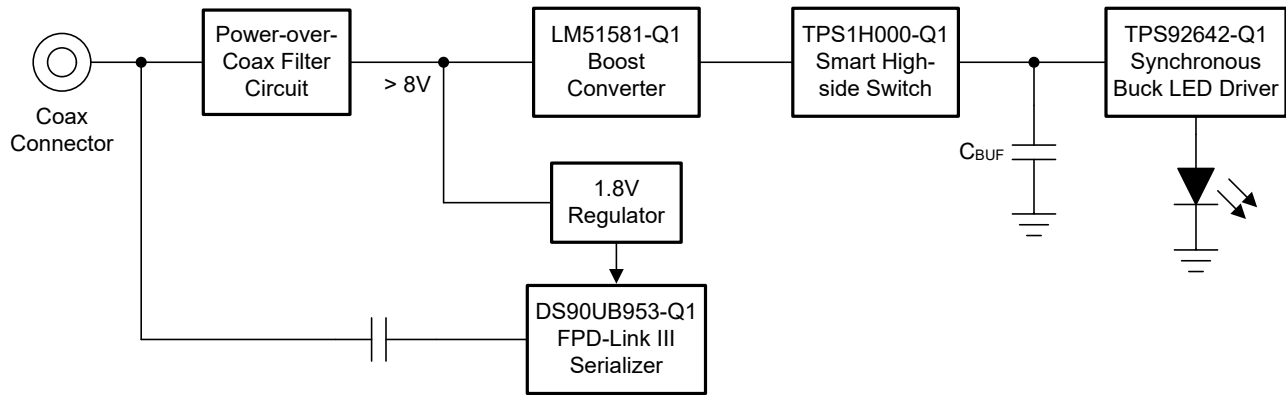 Coax
Connector
Power-over-
Coax Filter
Circuit
> 8V
LM51581-Q1
Boost
Converter
TPS1H000-Q1
Smart High-
side Switch
TPS92642-Q1
Synchronous
Buck LED Driver
CBUF
1.8V
Regulator
DS90UB953-Q1
FPD-Link III
Serializer